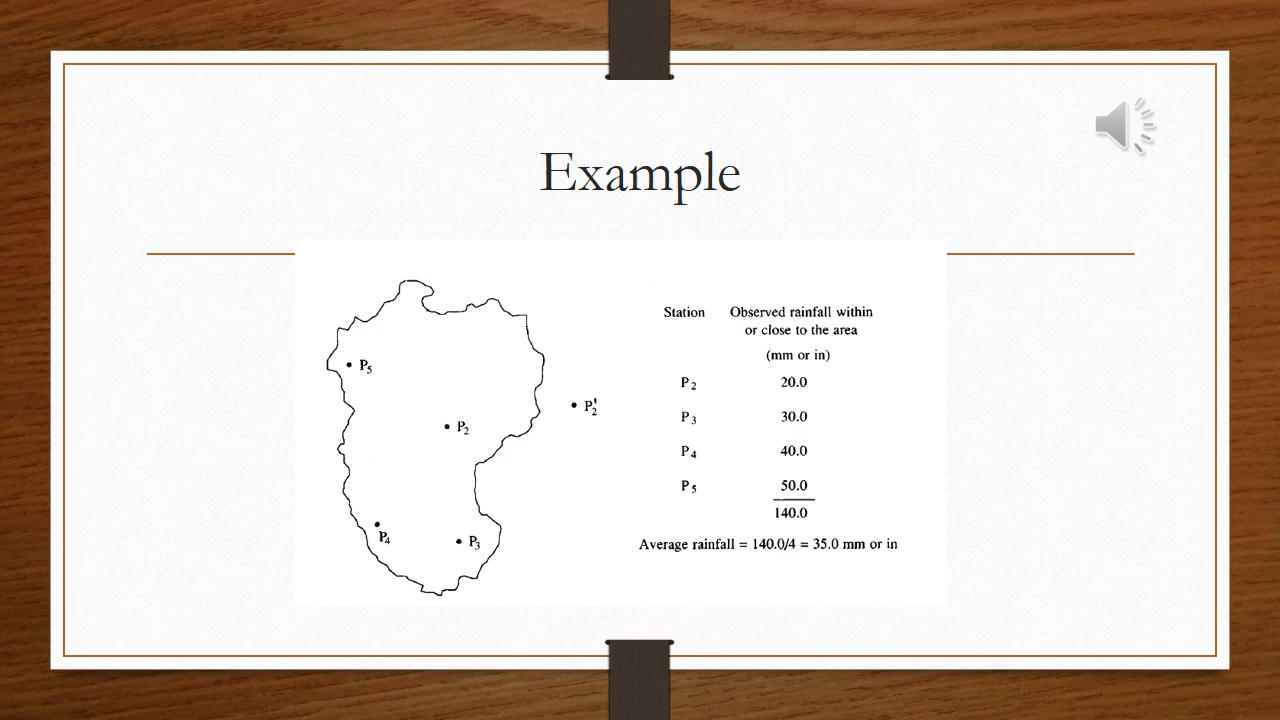 Example
P5
P2'
P2
P4
P3
Station Observed rainfall within
or close to the area
(mm or in)
P2 20.0
P3 30.0
P4 40.0
P5 50.0
140.0
Average rainfall = 140.0/4 = 35.0 mm or in